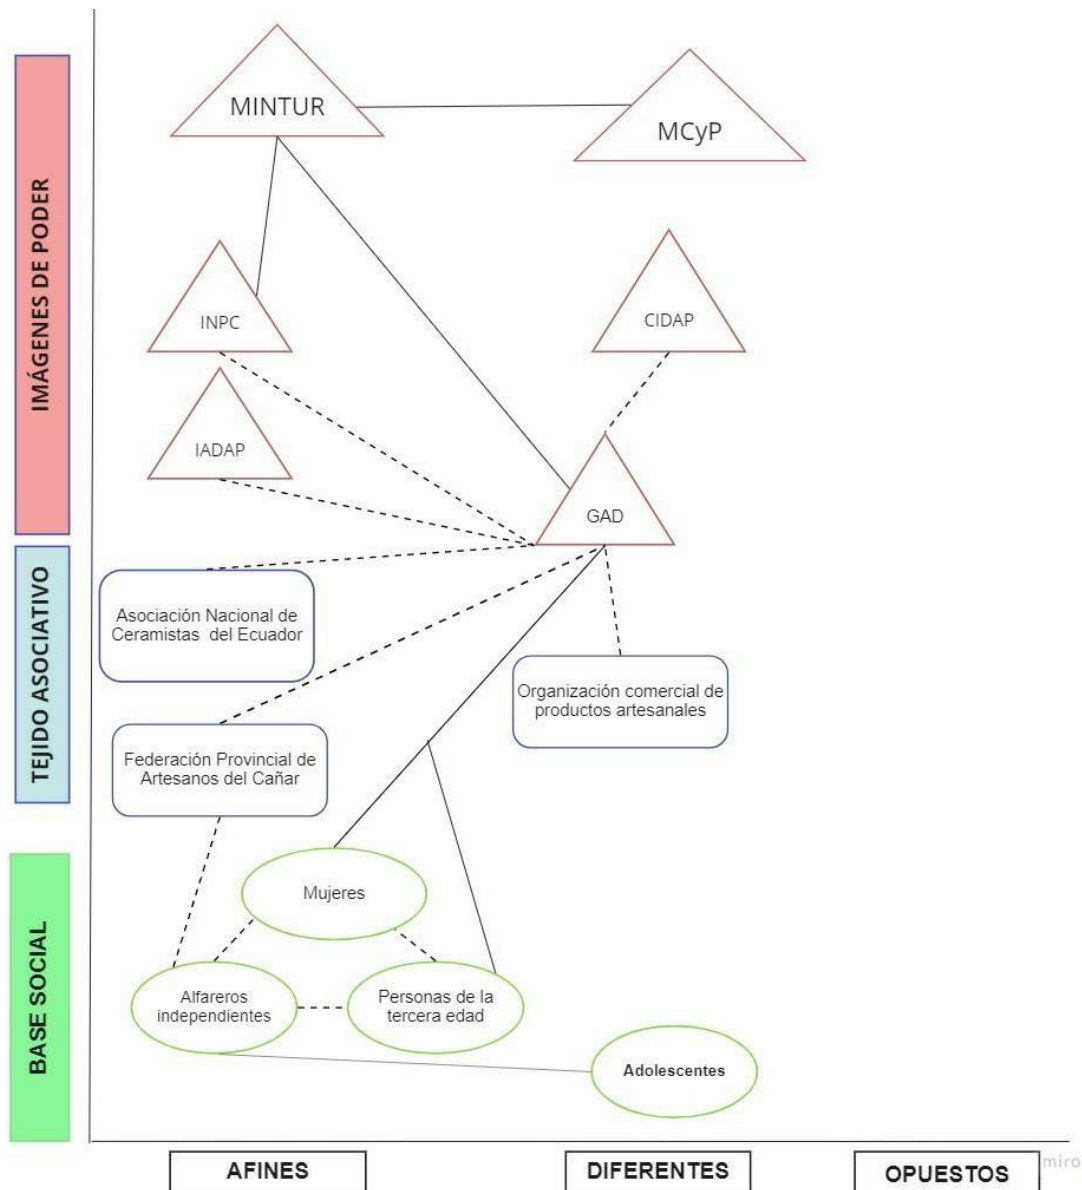 IMÁGENES DE PODER
MINTUR
MCyP
INPC
CIDAP
IADAP
GAD
TEJIDO ASOCIATIVO
Asociación Nacional de
Ceramistas del Ecuador
Organización comercial de
productos artesanales
Federación Provincial de
Artesanos del Cañar
BASE SOCIAL
Mujeres
Alfareros
independientes
Personas de la
tercera edad
Adolescentes
AFINES
DIFERENTES
OPUESTOS
miro